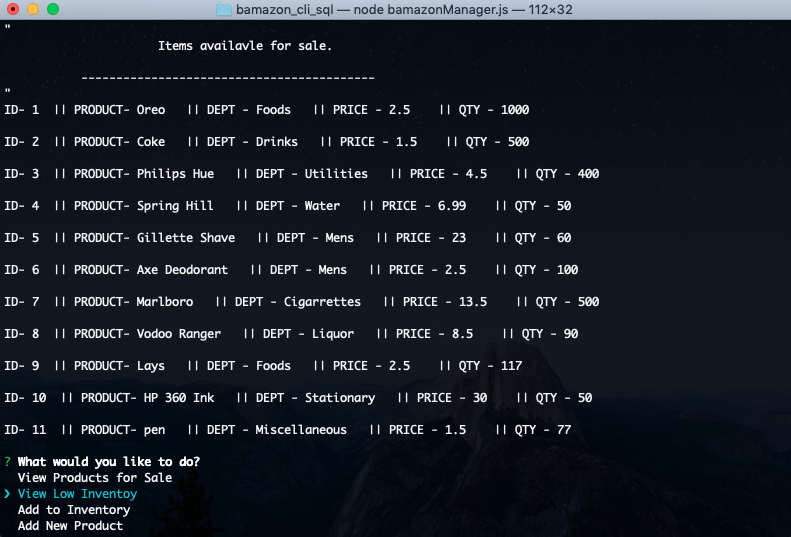 bamazon_cli_sql — node bamazonManager.js — 112×32
"
Items availavle for sale.
------------------------------------------
"
ID- 1 || PRODUCT- Oreo || DEPT - Foods || PRICE - 2.5 || QTY - 1000
ID- 2 || PRODUCT- Coke || DEPT - Drinks || PRICE - 1.5 || QTY - 500
ID- 3 || PRODUCT- Philips Hue || DEPT - Utilities || PRICE - 4.5 || QTY - 400
ID- 4 || PRODUCT- Spring Hill || DEPT - Water || PRICE - 6.99 || QTY - 50
ID- 5 || PRODUCT- Gillette Shave || DEPT - Mens || PRICE - 23 || QTY - 60
ID- 6 || PRODUCT- Axe Deodorant || DEPT - Mens || PRICE - 2.5 || QTY - 100
ID- 7 || PRODUCT- Marlboro || DEPT - Cigarrettes || PRICE - 13.5 || QTY - 500
ID- 8 || PRODUCT- Vodoo Ranger || DEPT - Liquor || PRICE - 8.5 || QTY - 90
ID- 9 || PRODUCT- Lays || DEPT - Foods || PRICE - 2.5 || QTY - 117
ID- 10 || PRODUCT- HP 360 Ink || DEPT - Stationary || PRICE - 30 || QTY - 50
ID- 11 || PRODUCT- pen || DEPT - Miscellaneous || PRICE - 1.5 || QTY - 77
? What would you like to do?
View Products for Sale
❯ View Low Inventoy
Add to Inventory
Add New Product